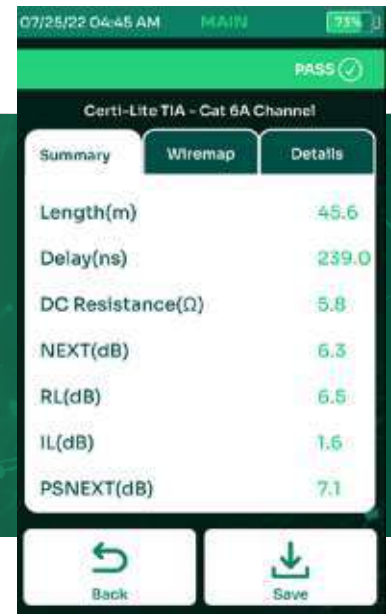 07/25/22 04:45 AM MAIN 73%
PASS
Certi-Lite TIA - Cat 6A Channel
Summary Wiremap Details
Length(m) 45.6
Delay(ns) 239.0
DC Resistance(Ω) 5.8
NEXT(dB) 6.3
RL(dB) 6.5
IL(dB) 1.6
PSNEXT(dB) 7.1
Back Save